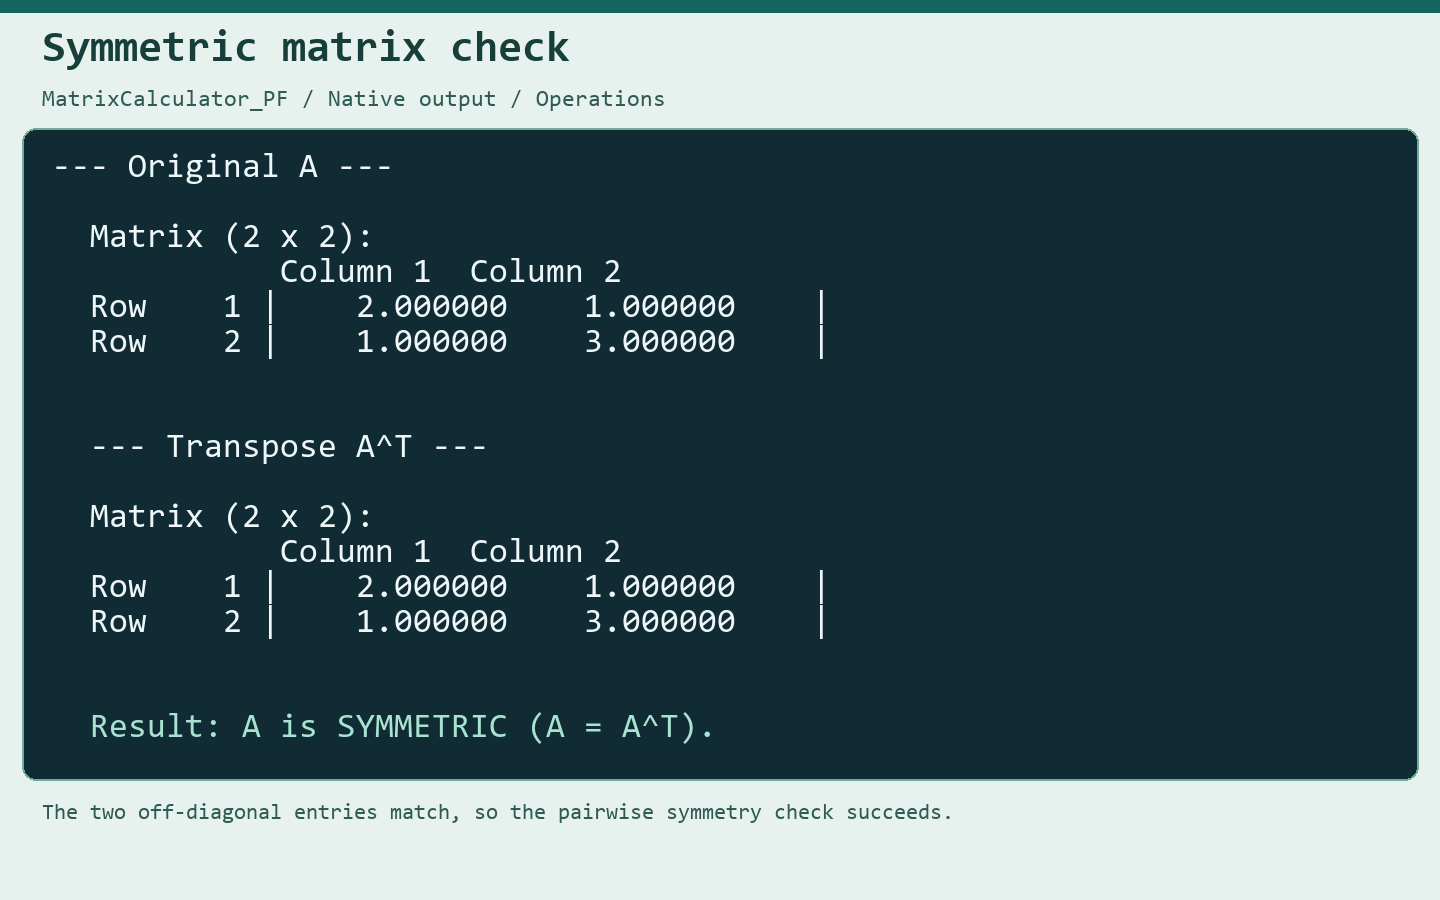 Symmetric matrix check
MatrixCalculator_PF / Native output / Operations
--- Original A ---
Matrix (2 x 2):
Column 1  Column 2
Row    1 |    2.000000    1.000000    |
Row    2 |    1.000000    3.000000    |
--- Transpose A^T ---
Matrix (2 x 2):
Column 1  Column 2
Row    1 |    2.000000    1.000000    |
Row    2 |    1.000000    3.000000    |
Result: A is SYMMETRIC (A = A^T).
The two off-diagonal entries match, so the pairwise symmetry check succeeds.